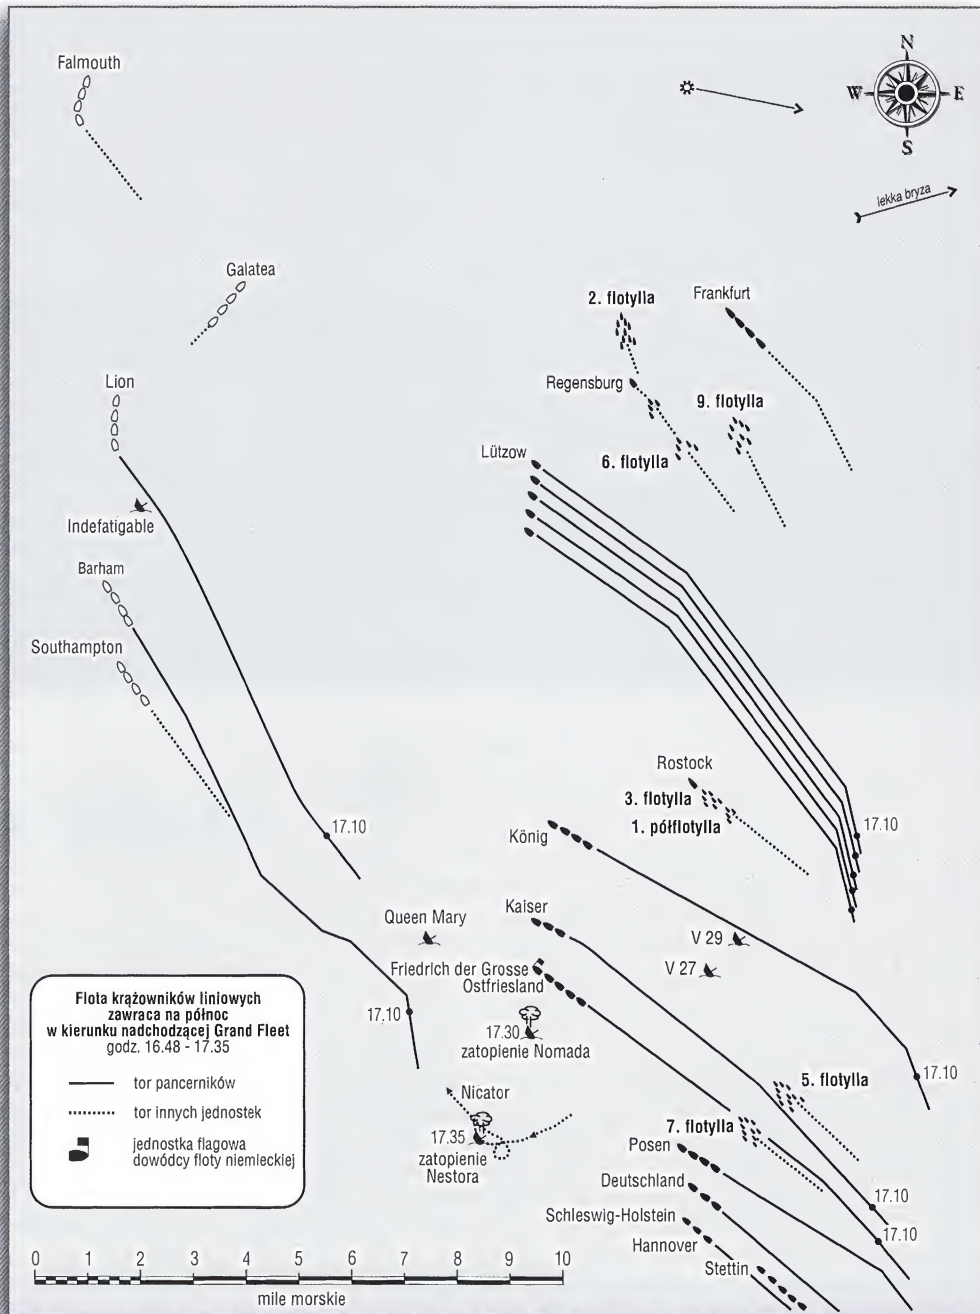 Falmouth
N
W
E
S
lekka bryza
Galatea
2. flotylla
Frankfurt
Lion
Regensburg
9. flotylla
Lützow
6. flotylla
Indefatigable
Barham
Southampton
Rostock
3. flotylla
17.10
17.10
1. półflotylla
König
Kaiser
Queen Mary
V 29
Friedrich der Grosse
Ostfriesland
V 27
17.10
17.30
zatopienie Nomada
17.10
5. flotylla
Nicator
7. flotylla
17.35
zatopienie
Nestora
Posen
Deutschland
17.10
Schleswig-Holstein
17.10
Hannover
Stettin
Flota krążowników liniowych
zawraca na północ
w kierunku nadchodzącej Grand Fleet
godz. 16.48 - 17.35
tor pancerników
tor innych jednostek
jednostka flagowa
dowódcy floty niemieckiej
0 1 2 3 4 5 6 7 8 9 10
mile morskie